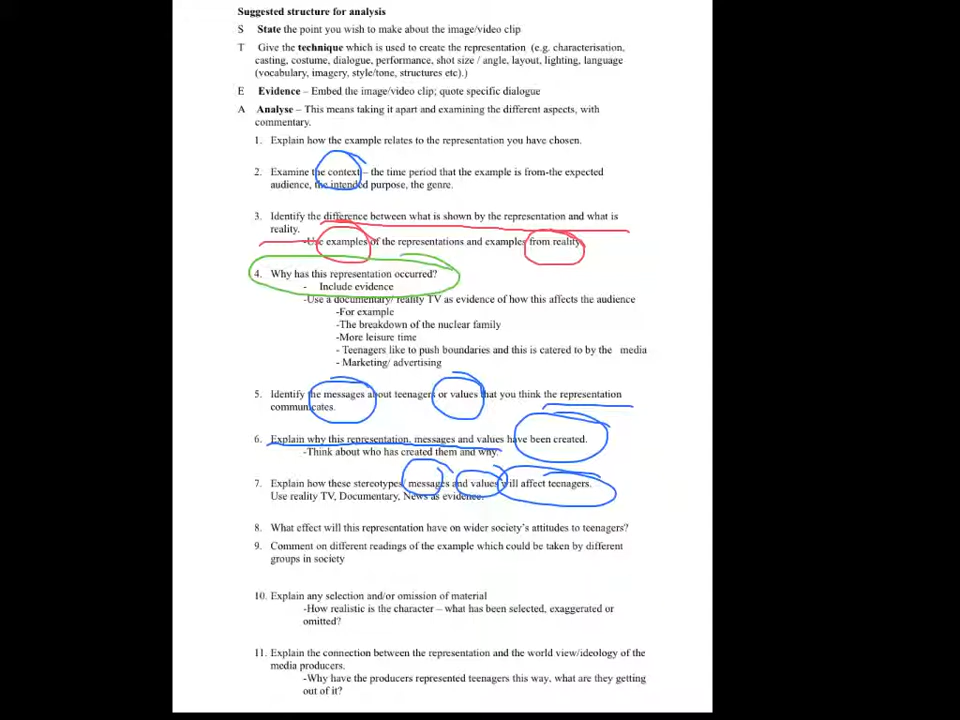 Suggested structure for analysis
S State the point you wish to make about the image/video clip
T Give the technique which is used to create the representation (e.g. characterisation,
casting, costume, dialogue, performance, shot size / angle, layout, lighting, language
(vocabulary, imagery, style/tone, structures etc).)
E Evidence – Embed the image/video clip; quote specific dialogue
A Analyse – This means taking it apart and examining the different aspects, with
commentary.
1. Explain how the example relates to the representation you have chosen.
2. Examine the context – the time period that the example is from-the expected
audience, the intended purpose, the genre.
3. Identify the difference between what is shown by the representation and what is
reality.
-Use examples of the representations and examples from reality
4. Why has this representation occurred?
- Include evidence
-Use a documentary/ reality TV as evidence of how this affects the audience
-For example
-The breakdown of the nuclear family
-More leisure time
- Teenagers like to push boundaries and this is catered to by the media
- Marketing/ advertising
5. Identify the messages about teenagers or values that you think the representation
communicates.
6. Explain why this representation, messages and values have been created.
-Think about who has created them and why.
7. Explain how these stereotypes/ messages and values will affect teenagers.
Use reality TV, Documentary, News as evidence.
8. What effect will this representation have on wider society's attitudes to teenagers?
9. Comment on different readings of the example which could be taken by different
groups in society
10. Explain any selection and/or omission of material
-How realistic is the character – what has been selected, exaggerated or
omitted?
11. Explain the connection between the representation and the world view/ideology of the
media producers.
-Why have the producers represented teenagers this way, what are they getting
out of it?